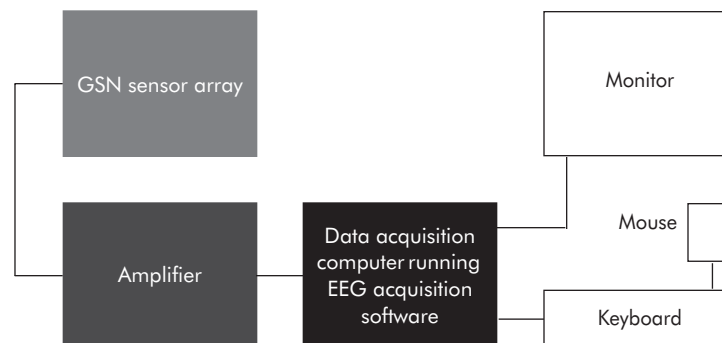 GSN sensor array
Monitor
Amplifier
Data acquisition
computer running
EEG acquisition
software
Mouse
Keyboard